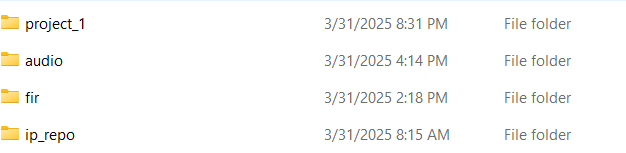 project_1 3/31/2025 8:31 PM File folder
audio 3/31/2025 4:14 PM File folder
fir 3/31/2025 2:18 PM File folder
ip_repo 3/31/2025 8:15 AM File folder